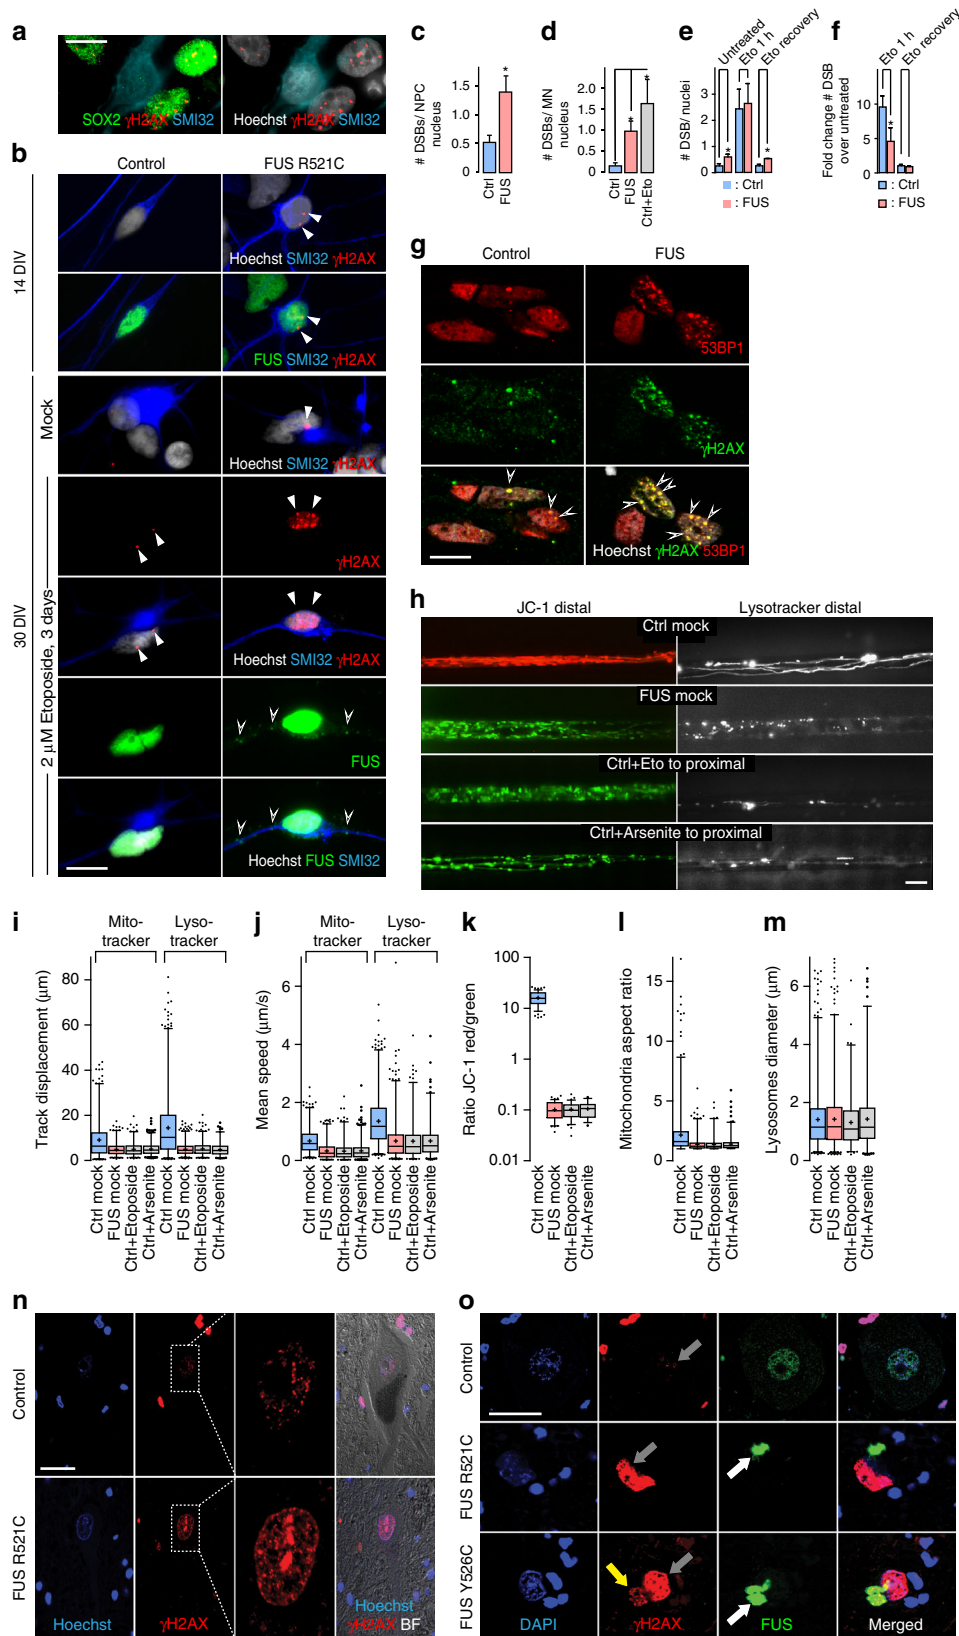 a
SOX2 γH2AX SMI32
Hoechst γH2AX SMI32
b
Control
FUS R521C
14 DIV
Hoechst SMI32 γH2AX
FUS SMI32 γH2AX
Mock
Hoechst SMI32 γH2AX
30 DIV
2 μM Etoposide, 3 days
γH2AX
Hoechst SMI32 γH2AX
FUS
Hoechst FUS SMI32
c
# DSBs/ NPC
nucleus
2.0
1.5
1.0
0.5
0
*
Ctrl
FUS
d
# DSBs/ MN
nucleus
2.0
1.5
1.0
0.5
0
*
*
Ctrl
FUS
Ctrl+Eto
e
Untreated
Eto 1 h
Eto recovery
# DSB/ nuclei
3
2
1
0
*
*
: Ctrl
: FUS
f
Eto 1 h
Eto recovery
Fold change # DSB
over untreated
10
5
0
*
: Ctrl
: FUS
g
Control
FUS
53BP1
γH2AX
Hoechst γH2AX 53BP1
h
JC-1 distal
Lysotracker distal
Ctrl mock
FUS mock
Ctrl+Eto to proximal
Ctrl+Arsenite to proximal
i
Mito-
tracker
Lyso-
tracker
Track displacement (μm)
80
60
40
20
0
Ctrl mock
FUS mock
Ctrl+Etoposide
Ctrl+Arsenite
Ctrl mock
FUS mock
Ctrl+Etoposide
Ctrl+Arsenite
j
Mito-
tracker
Lyso-
tracker
Mean speed (μm/s)
6
4
2
0
Ctrl mock
FUS mock
Ctrl+Etoposide
Ctrl+Arsenite
Ctrl mock
FUS mock
Ctrl+Etoposide
Ctrl+Arsenite
k
Ratio JC-1 red/green
100
10
1
0.1
0.01
Ctrl mock
FUS mock
Ctrl+Etoposide
Ctrl+Arsenite
l
Mitochondria aspect ratio
15
10
5
0
Ctrl mock
FUS mock
Ctrl+Etoposide
Ctrl+Arsenite
m
Lysosomes diameter (μm)
6
4
2
0
Ctrl mock
FUS mock
Ctrl+Etoposide
Ctrl+Arsenite
n
Control
FUS R521C
Hoechst
γH2AX
Hoechst
γH2AX BF
o
Control
FUS R521C
FUS Y526C
DAPI
γH2AX
FUS
Merged